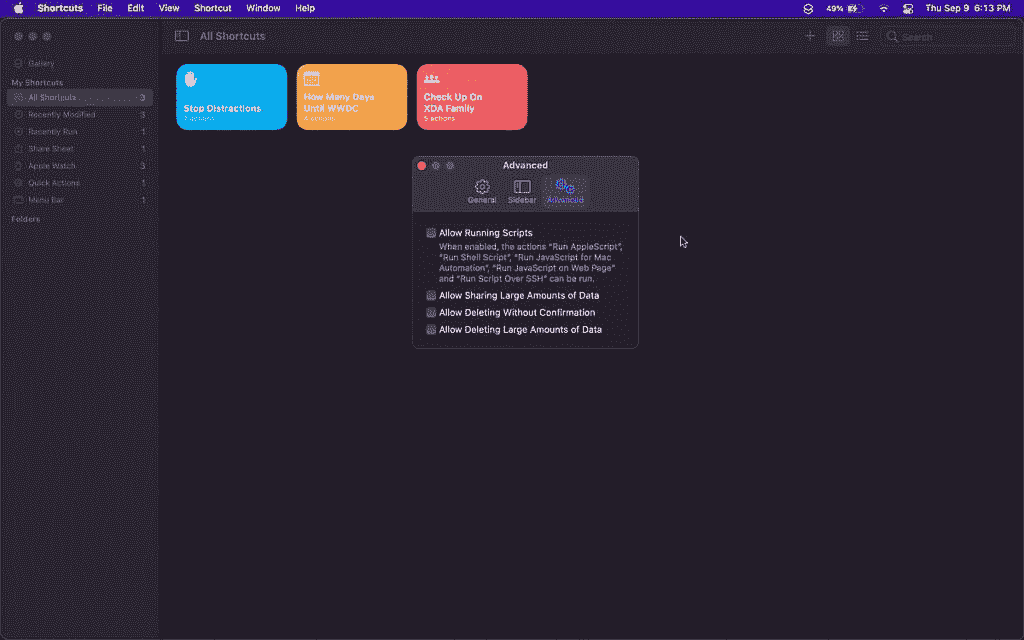 Shortcuts File Edit View Shortcut Window Help 49% Thu Sep 9 6:13 PM
All Shortcuts
Search
Gallery
My Shortcuts
All Shortcuts 3
Recently Modified 3
Recently Run 1
Share Sheet 1
Apple Watch 3
Quick Actions 1
Menu Bar 1
Folders
Stop Distractions
How Many Days
Until WWDC
4 actions
Check Up On
XDA Family
5 actions
Advanced
General Sidebar Advanced
Allow Running Scripts
When enabled, the actions “Run AppleScript”,
“Run Shell Script”, “Run JavaScript for Mac
Automation”, “Run JavaScript on Web Page”
and “Run Script Over SSH” can be run.
Allow Sharing Large Amounts of Data
Allow Deleting Without Confirmation
Allow Deleting Large Amounts of Data